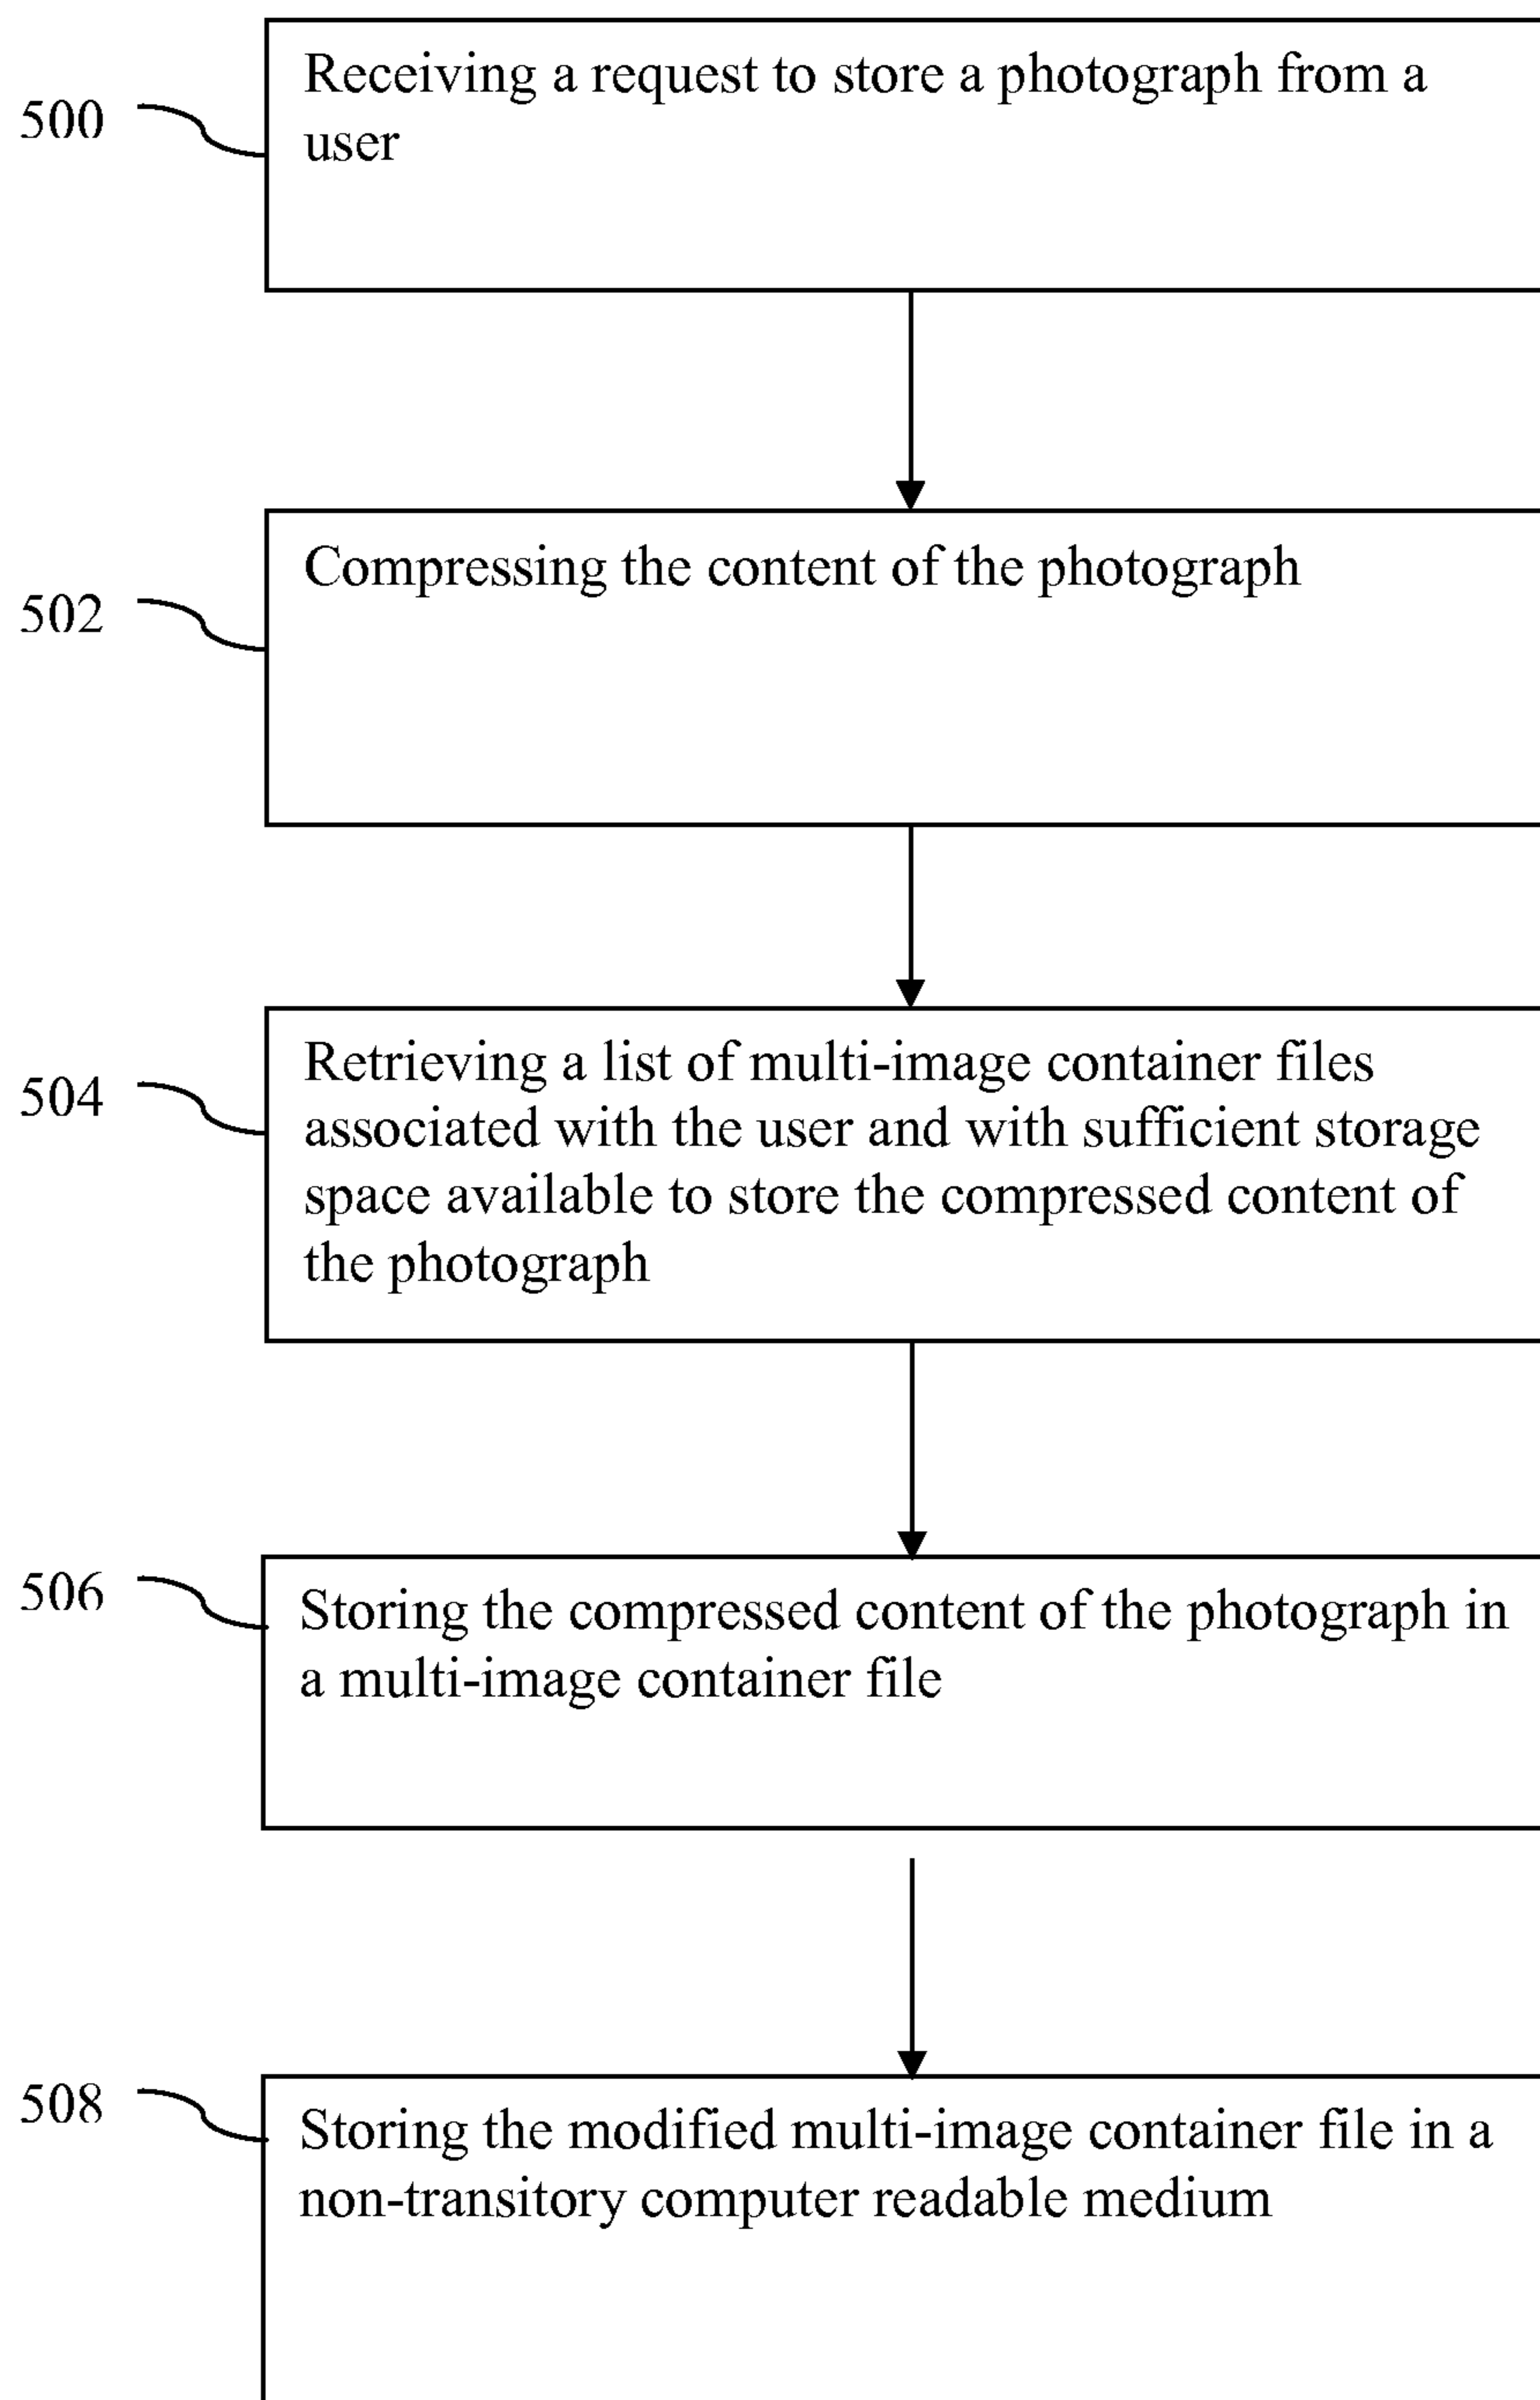 500
Receiving a request to store a photograph from a
user
502
Compressing the content of the photograph
504
Retrieving a list of multi-image container files
associated with the user and with sufficient storage
space available to store the compressed content of
the photograph
506
Storing the compressed content of the photograph in
a multi-image container file
508
Storing the modified multi-image container file in a
non-transitory computer readable medium